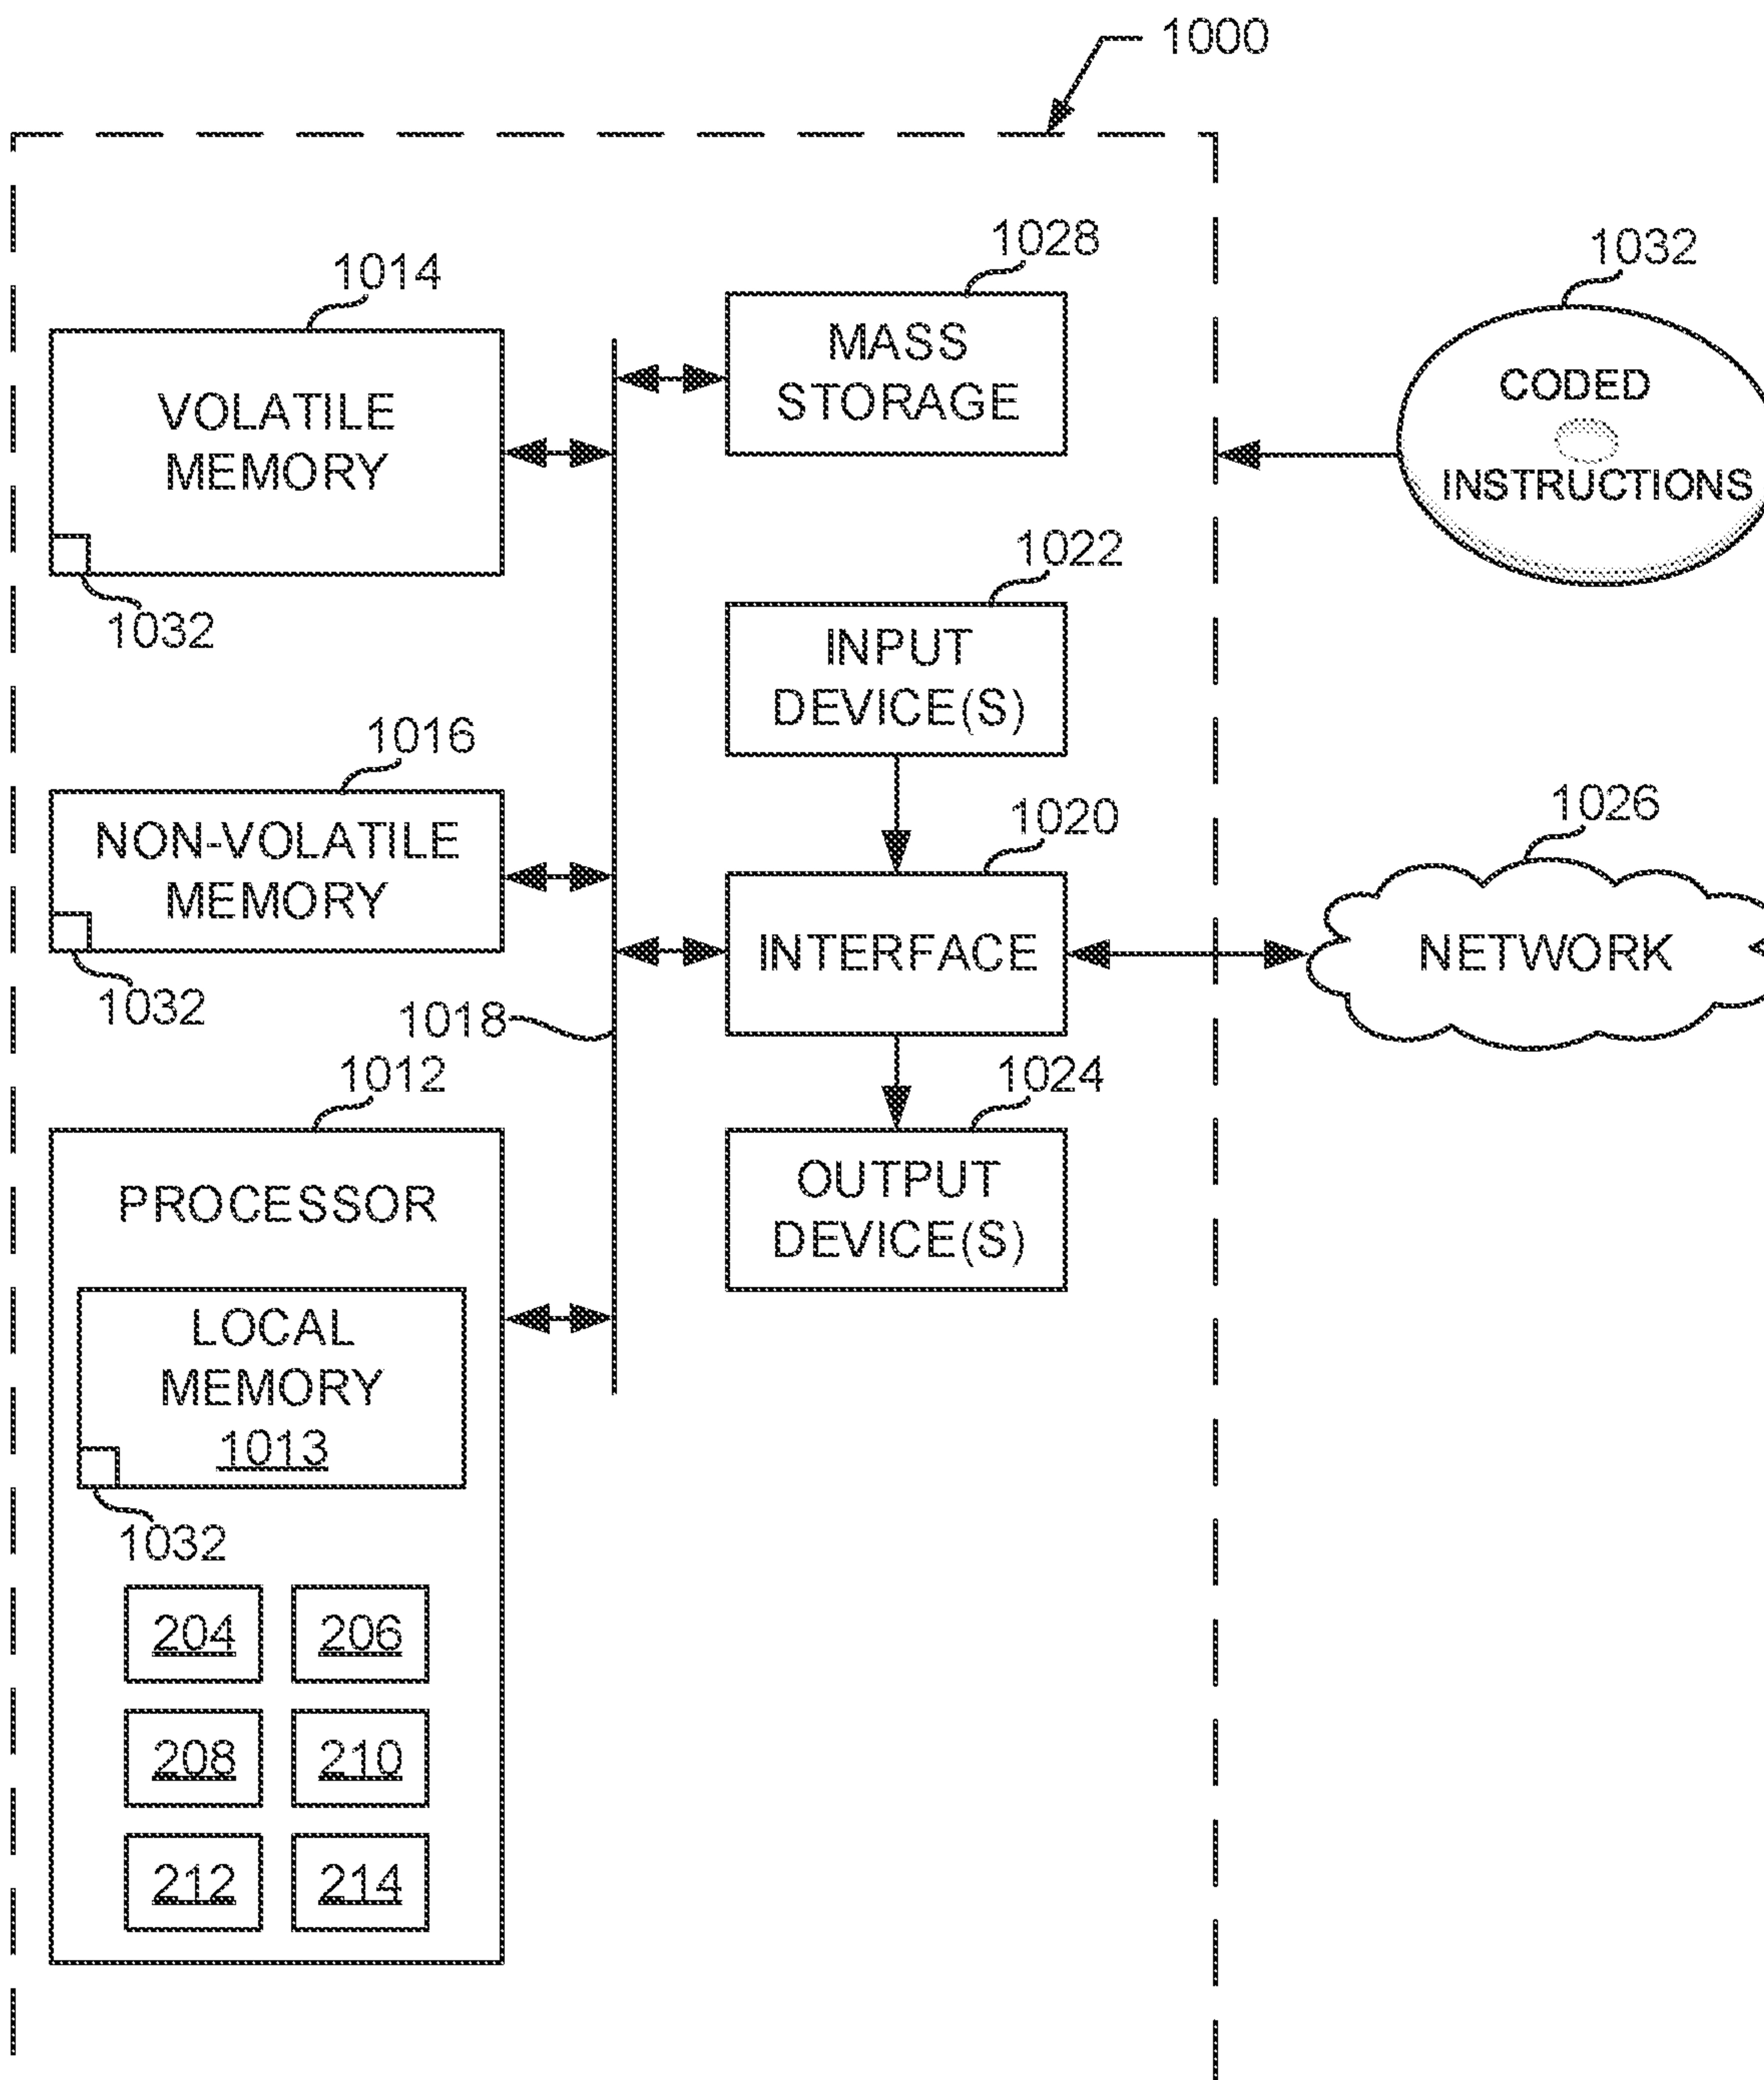 1000
1014
VOLATILE
MEMORY
1032
1016
NON-VOLATILE
MEMORY
1032
1018
1012
PROCESSOR
LOCAL
MEMORY
1013
1032
204
206
208
210
212
214
1028
MASS
STORAGE
1022
INPUT
DEVICE(S)
1020
INTERFACE
1024
OUTPUT
DEVICE(S)
1032
CODED
INSTRUCTIONS
1026
NETWORK